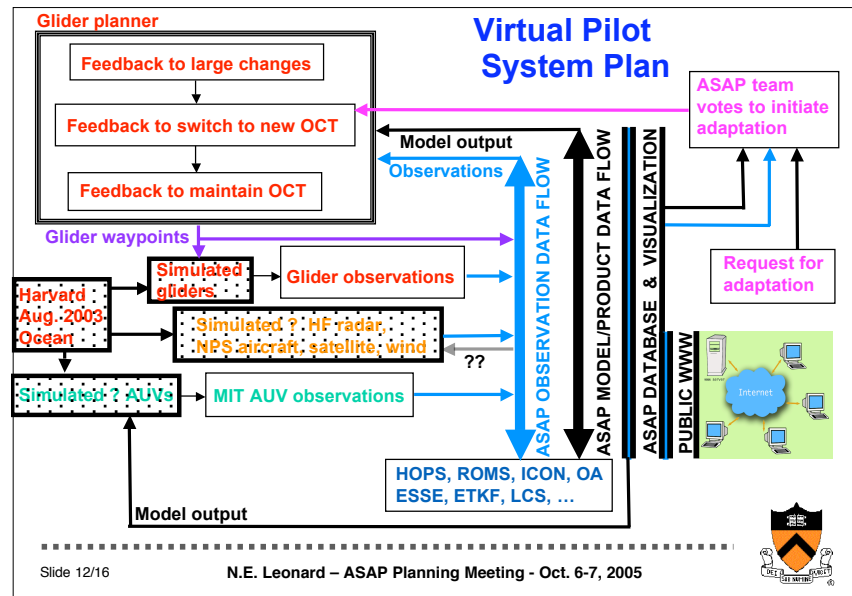 Glider planner
Virtual Pilot
System Plan
Feedback to large changes
Feedback to switch to new OCT
Feedback to maintain OCT
Model output
Observations
ASAP team
votes to initiate
adaptation
Glider waypoints
Simulated
gliders
Glider observations
Harvard
Aug. 2003
Ocean
Simulated ? HF radar,
NPS aircraft, satellite, wind
??
Simulated ? AUVs
MIT AUV observations
ASAP OBSERVATION DATA FLOW
ASAP MODEL/PRODUCT DATA FLOW
ASAP DATABASE & VISUALIZATION
PUBLIC WWW
Request for
adaptation
Internet
HOPS, ROMS, ICON, OA
ESSE, ETKF, LCS, …
Model output
Slide 12/16
N.E. Leonard – ASAP Planning Meeting - Oct. 6-7, 2005